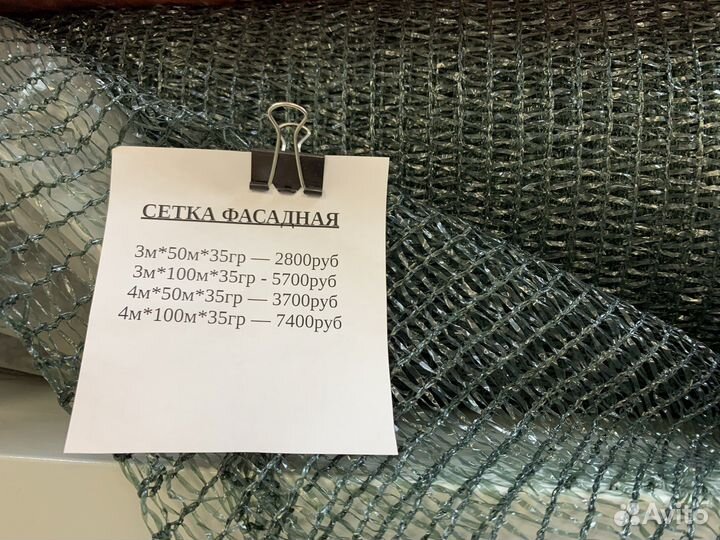 СЕТКА ФАСАДНАЯ
3м*50м*35гр — 2800руб
3м*100м*35гр - 5700руб
4м*50м*35гр — 3700руб
4м*100м*35гр — 7400руб
Avito